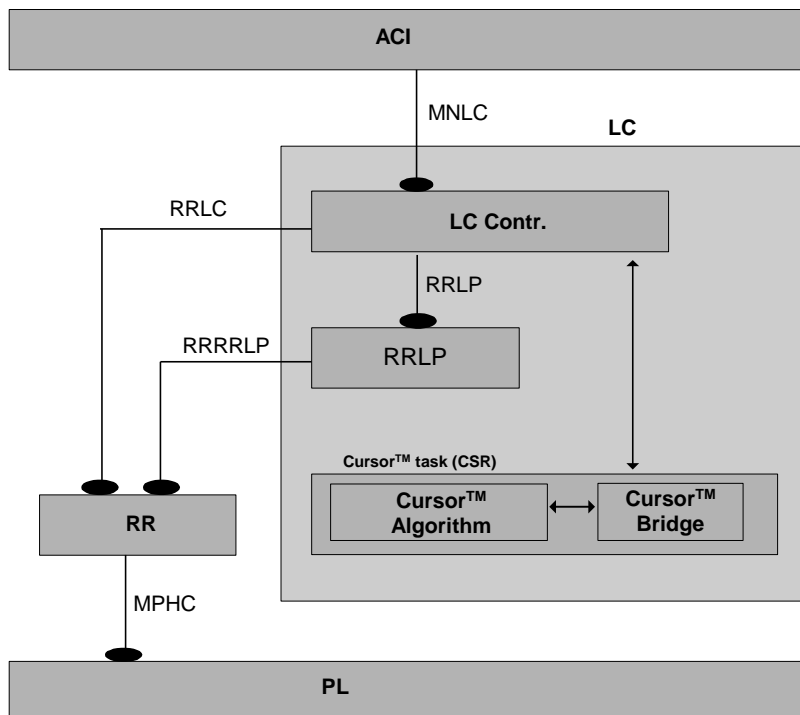 ACI
MNLC
LC
RRLC
LC Contr.
RRLP
RRRRLP
RRLP
Cursor™ task (CSR)
Cursor™
Algorithm
Cursor™
Bridge
RR
MPHC
PL